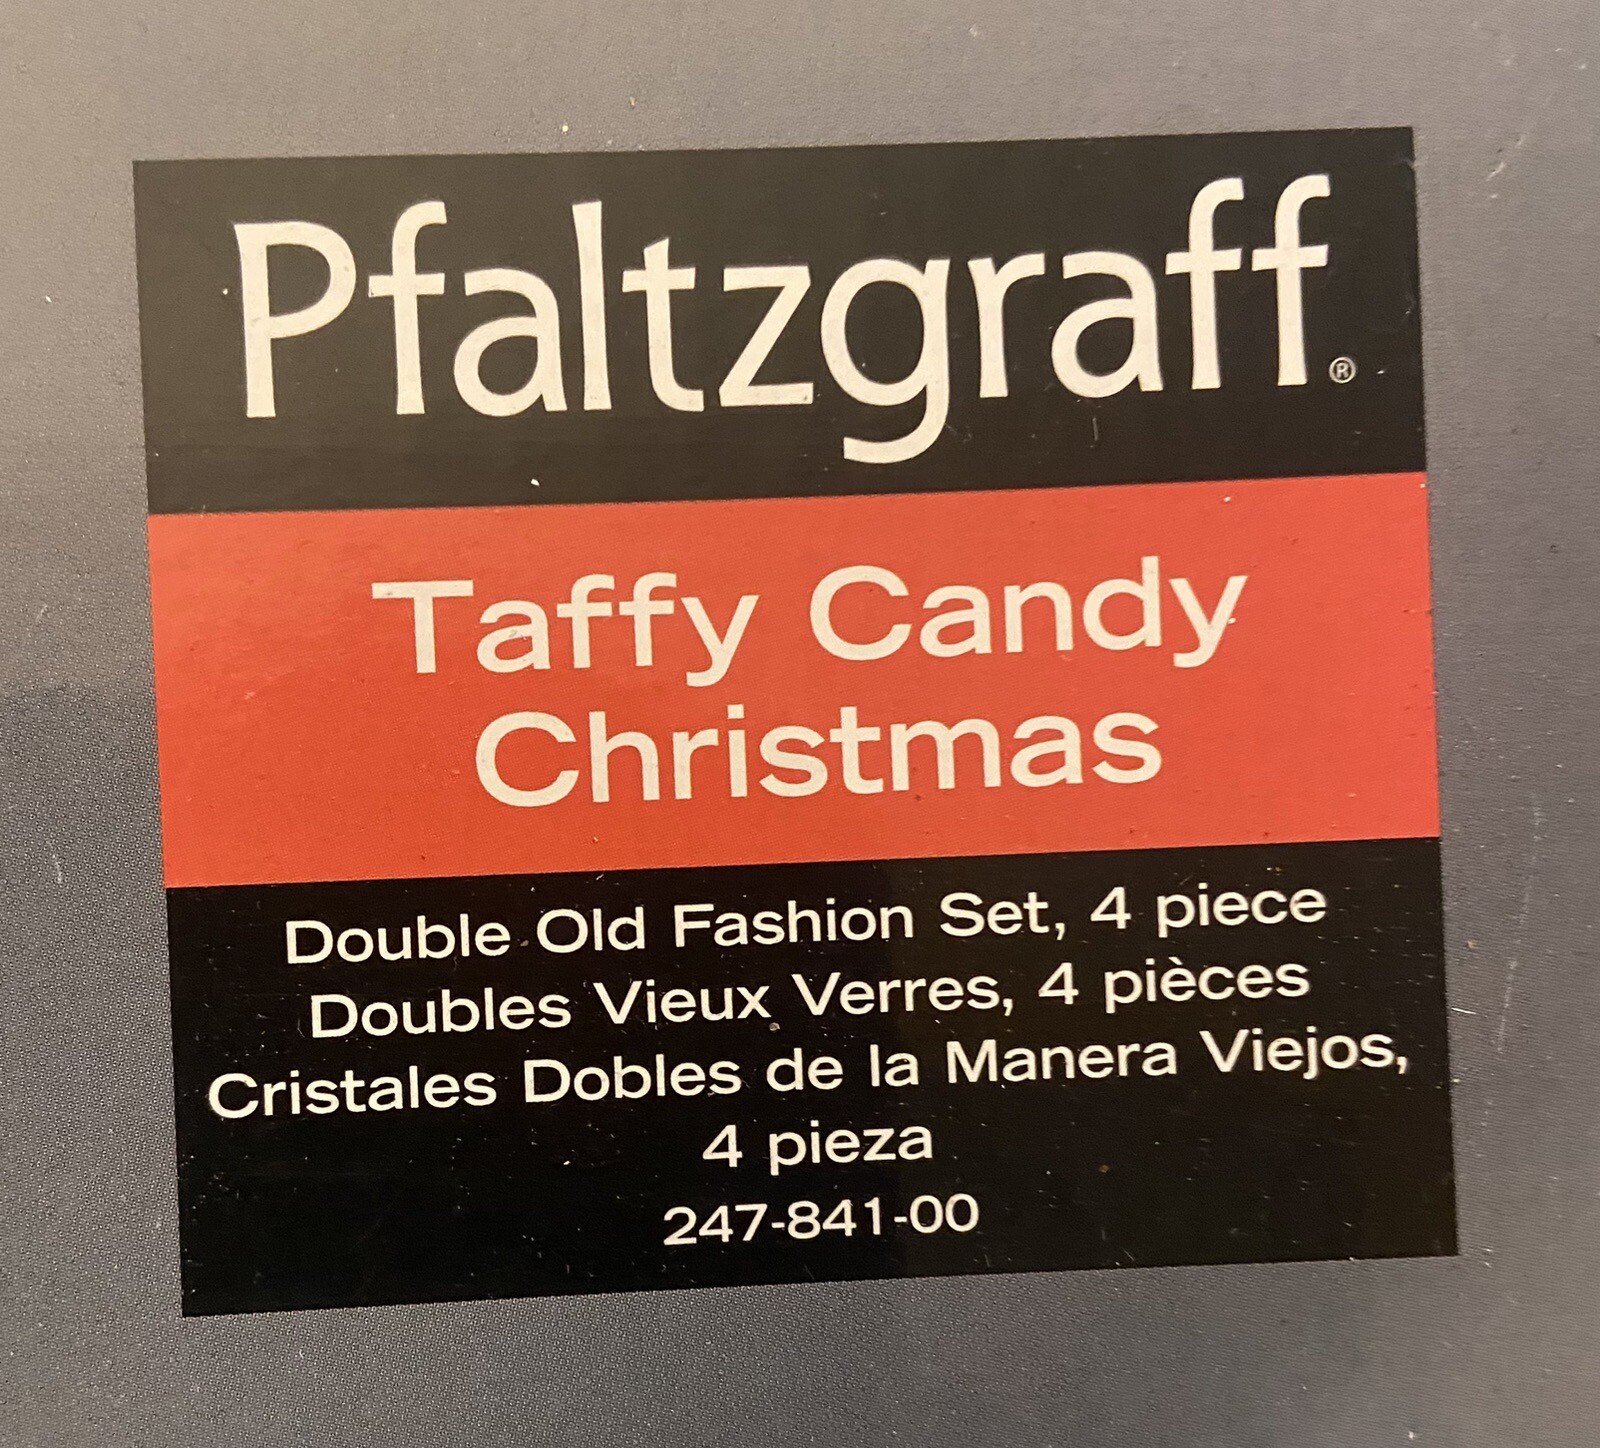 Pfaltzgraff®
Taffy Candy
Christmas
Double Old Fashion Set, 4 piece
Doubles Vieux Verres, 4 pièces
Cristales Dobles de la Manera Viejos,
4 pieza
247-841-00